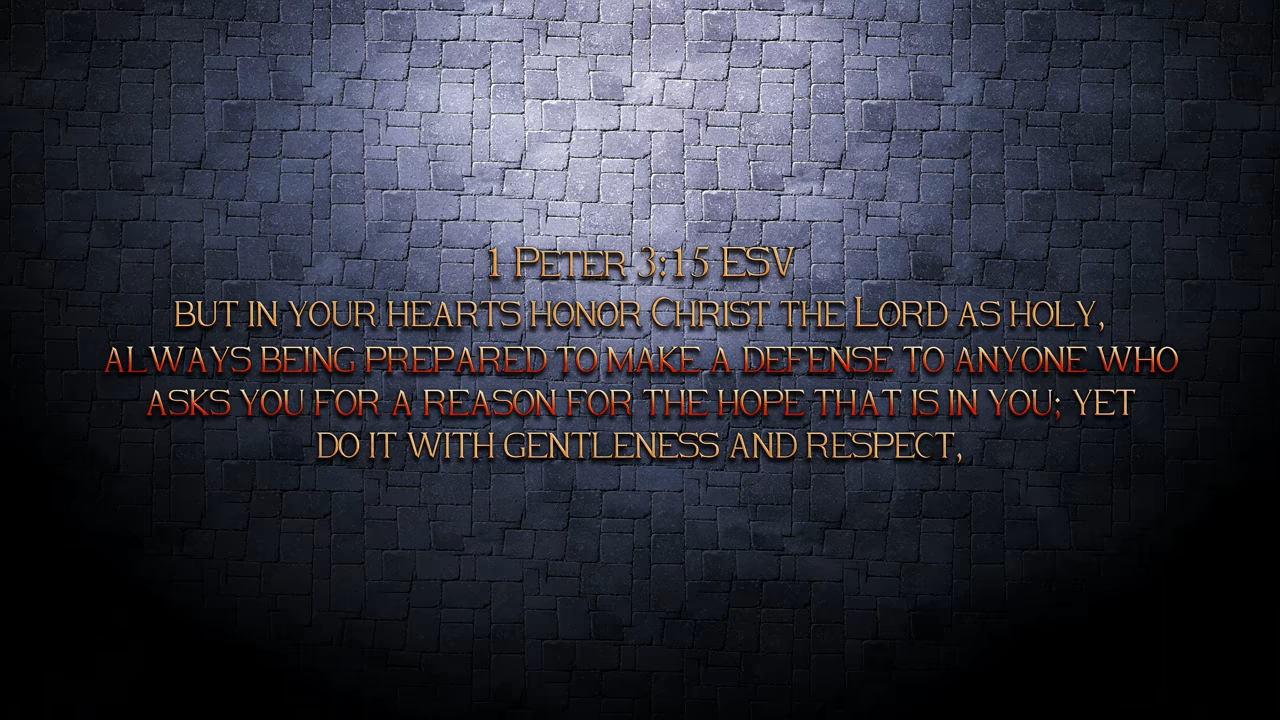 1 Peter 3:15 ESV
but in your hearts honor Christ the Lord as holy,
always being prepared to make a defense to anyone who
asks you for a reason for the hope that is in you; yet
do it with gentleness and respect,